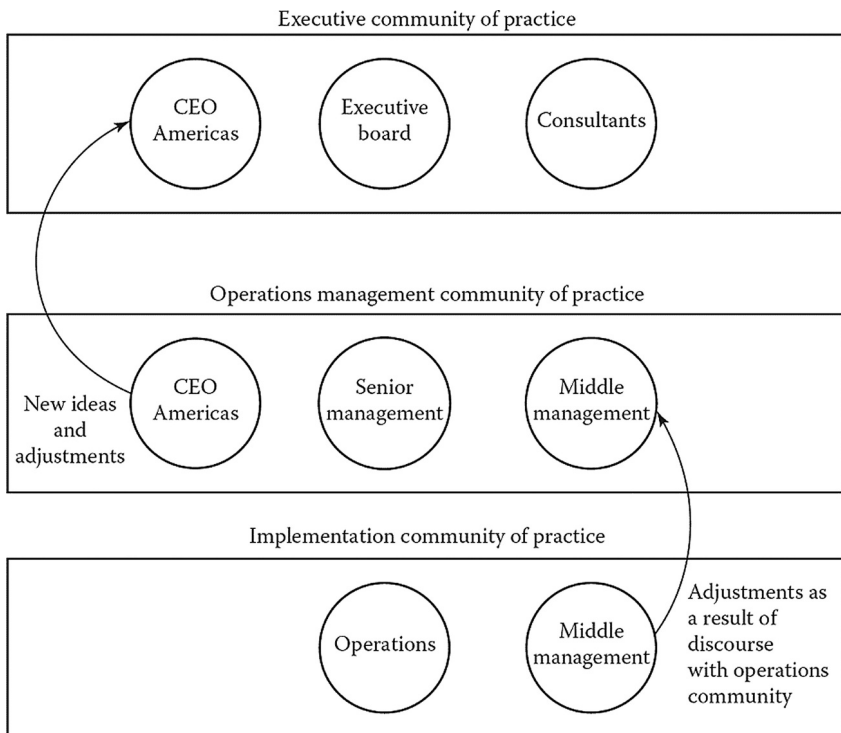 Executive community of practice
CEO
Americas
Executive
board
Consultants
Operations management community of practice
CEO
Americas
Senior
management
Middle
management
New ideas
and
adjustments
Implementation community of practice
Operations
Middle
management
Adjustments as
a result of
discourse
with operations
community